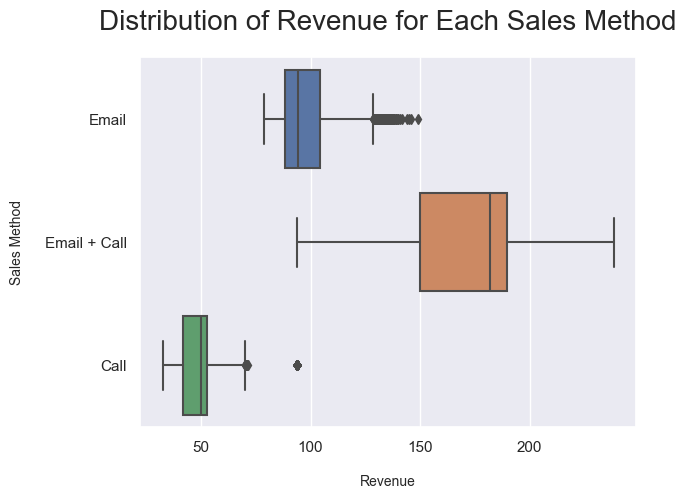 Distribution of Revenue for Each Sales Method
Email
Email + Call
Call
Sales Method
50 100 150 200
Revenue